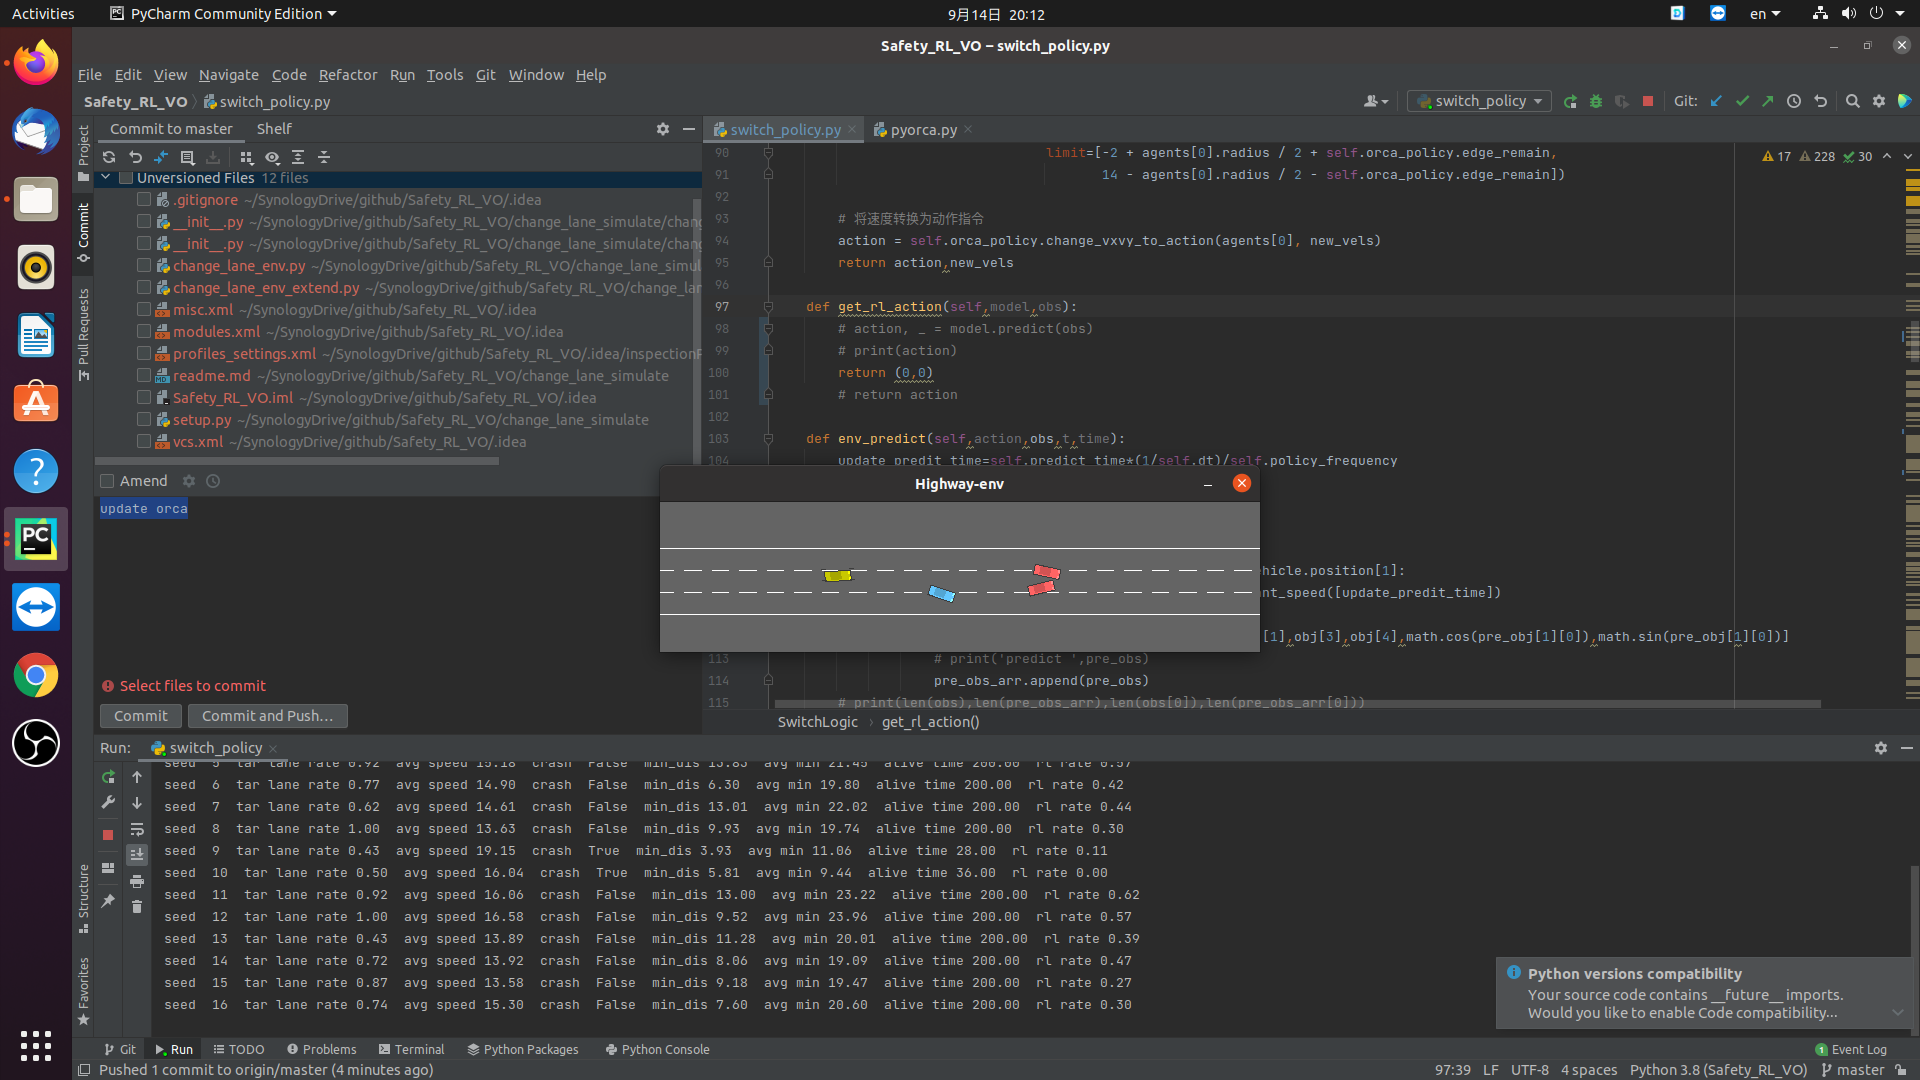 Activities
PyCharm Community Edition
9月14日 20:12
en
Safety_RL_VO – switch_policy.py
File Edit View Navigate Code Refactor Run Tools Git Window Help
Safety_RL_VO switch_policy.py
switch_policy
Git:
Project
Commit
Pull Requests
Structure
Favorites
Commit to master
Shelf
Unversioned Files 12 files
.gitignore ~/SynologyDrive/github/Safety_RL_VO/.idea
__init__.py ~/SynologyDrive/github/Safety_RL_VO/change_lane_simulate/chang
__init__.py ~/SynologyDrive/github/Safety_RL_VO/change_lane_simulate/chang
change_lane_env.py ~/SynologyDrive/github/Safety_RL_VO/change_lane_simul
change_lane_env_extend.py ~/SynologyDrive/github/Safety_RL_VO/change_lan
misc.xml ~/SynologyDrive/github/Safety_RL_VO/.idea
modules.xml ~/SynologyDrive/github/Safety_RL_VO/.idea
profiles_settings.xml ~/SynologyDrive/github/Safety_RL_VO/.idea/inspectionP
readme.md ~/SynologyDrive/github/Safety_RL_VO/change_lane_simulate
Safety_RL_VO.iml ~/SynologyDrive/github/Safety_RL_VO/.idea
setup.py ~/SynologyDrive/github/Safety_RL_VO/change_lane_simulate
vcs.xml ~/SynologyDrive/github/Safety_RL_VO/.idea
Amend
update orca
Select files to commit
Commit
Commit and Push...
switch_policy.py
pyorca.py
17 228 30
90 limit=[-2 + agents[0].radius / 2 + self.orca_policy.edge_remain,
91 14 - agents[0].radius / 2 - self.orca_policy.edge_remain])
92
93 # 将速度转换为动作指令
94 action = self.orca_policy.change_vxvy_to_action(agents[0], new_vels)
95 return action,new_vels
96
97 def get_rl_action(self,model,obs):
98 # action, _ = model.predict(obs)
99 # print(action)
100 return (0,0)
101 # return action
102
103 def env_predict(self,action,obs,t,time):
104 update_predit_time=self.predict_time*(1/self.dt)/self.policy_frequency
Highway-env
hicle.position[1]:
nt_speed([update_predit_time])
[1],obj[3],obj[4],math.cos(pre_obj[1][0]),math.sin(pre_obj[1][0])]
113 # print('predict ',pre_obs)
114 pre_obs_arr.append(pre_obs)
115 # print(len(obs),len(pre_obs_arr),len(obs[0]),len(pre_obs_arr[0]))
SwitchLogic get_rl_action()
Run: switch_policy
seed 5 tar lane rate 0.92 avg speed 15.18 crash False min_dis 13.83 avg min 21.45 alive time 200.00 rl rate 0.57
seed 6 tar lane rate 0.77 avg speed 14.90 crash False min_dis 6.30 avg min 19.80 alive time 200.00 rl rate 0.42
seed 7 tar lane rate 0.62 avg speed 14.61 crash False min_dis 13.01 avg min 22.02 alive time 200.00 rl rate 0.44
seed 8 tar lane rate 1.00 avg speed 13.63 crash False min_dis 9.93 avg min 19.74 alive time 200.00 rl rate 0.30
seed 9 tar lane rate 0.43 avg speed 19.15 crash True min_dis 3.93 avg min 11.06 alive time 28.00 rl rate 0.11
seed 10 tar lane rate 0.50 avg speed 16.04 crash True min_dis 5.81 avg min 9.44 alive time 36.00 rl rate 0.00
seed 11 tar lane rate 0.92 avg speed 16.06 crash False min_dis 13.00 avg min 23.22 alive time 200.00 rl rate 0.62
seed 12 tar lane rate 1.00 avg speed 16.58 crash False min_dis 9.52 avg min 23.96 alive time 200.00 rl rate 0.57
seed 13 tar lane rate 0.43 avg speed 13.89 crash False min_dis 11.28 avg min 20.01 alive time 200.00 rl rate 0.39
seed 14 tar lane rate 0.72 avg speed 13.92 crash False min_dis 8.06 avg min 19.09 alive time 200.00 rl rate 0.47
seed 15 tar lane rate 0.87 avg speed 13.58 crash False min_dis 9.18 avg min 19.47 alive time 200.00 rl rate 0.27
seed 16 tar lane rate 0.74 avg speed 15.30 crash False min_dis 7.60 avg min 20.60 alive time 200.00 rl rate 0.30
Python versions compatibility
Your source code contains __future__ imports.
Would you like to enable Code compatibility...
Git Run TODO Problems Terminal Python Packages Python Console
1 Event Log
Pushed 1 commit to origin/master (4 minutes ago)
97:39 LF UTF-8 4 spaces Python 3.8 (Safety_RL_VO) master